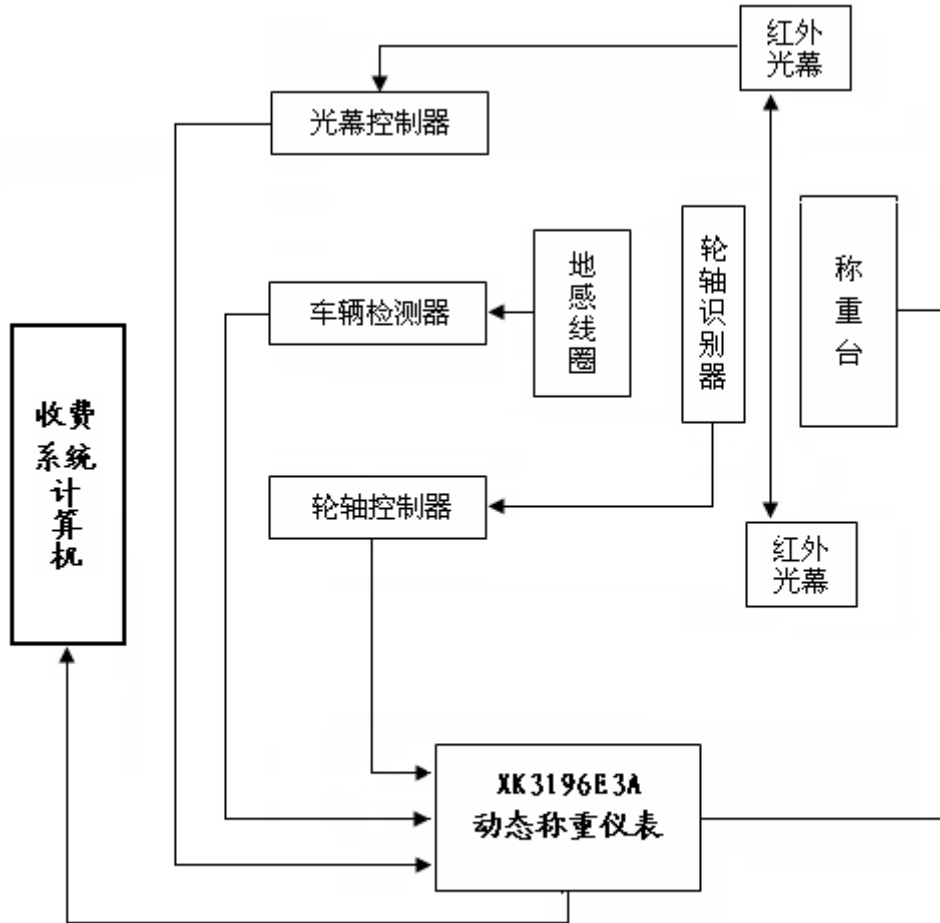 红外
光幕
光幕控制器
地感线圈
轮轴识别器
称重台
车辆检测器
收费
系统
计
算
机
轮轴控制器
红外
光幕
XK3196E3A
动态称重仪表